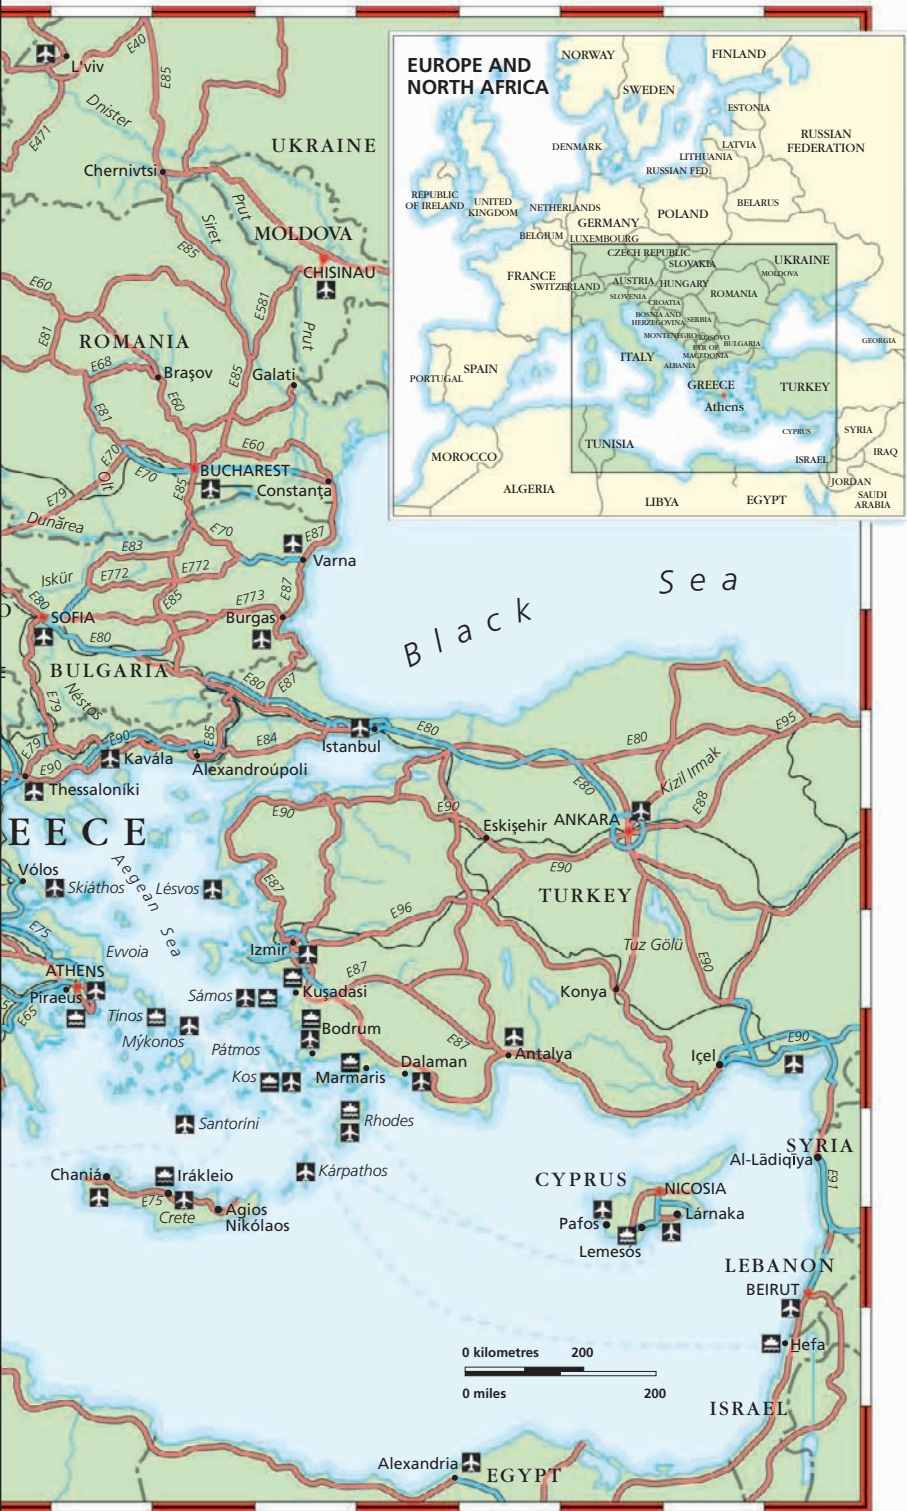 E40
L'viv
E85
Dnister
E471
UKRAINE
Chernivtsi
Prut
Siret
MOLDOVA
E85
CHISINAU
E60
E581
E81
Prut
ROMANIA
E68
Braşov
E85
Galati
E60
E81
E60
E70
E70
BUCHAREST
Olt
E85
Constanţa
E79
Dunărea
E70
E87
E83
Varna
E772
E772
Iskür
E87
E80
E85
E773
SOFIA
Burgas
E80
BULGARIA
E80
E87
E79
Néstos
E80
E85
E84
E90
Istanbul
E79
E90
Kavála
Alexandroúpoli
Thessaloníki
EUROPE AND
NORTH AFRICA
NORWAY
FINLAND
SWEDEN
ESTONIA
RUSSIAN
FEDERATION
LATVIA
DENMARK
LITHUANIA
RUSSIAN FED.
REPUBLIC
OF IRELAND
UNITED
KINGDOM
NETHERLANDS
BELARUS
GERMANY
POLAND
BELGIUM
LUXEMBOURG
CZECH REPUBLIC
UKRAINE
SLOVAKIA
MOLDOVA
FRANCE
SWITZERLAND
AUSTRIA
HUNGARY
ROMANIA
SLOVENIA
CROATIA
BOSNIA AND
HERZEGOVINA
SERBIA
MONTENEGRO
KOSOVO
BULGARIA
GEORGIA
FYR OF
MACEDONIA
ITALY
ALBANIA
SPAIN
PORTUGAL
GREECE
TURKEY
Athens
CYPRUS
SYRIA
TUNISIA
MOROCCO
ISRAEL
IRAQ
JORDAN
ALGERIA
LIBYA
EGYPT
SAUDI
ARABIA
Black Sea
E95
E80
Kizil Irmak
E80
E88
E90
E90
ANKARA
Eskişehir
EECE
E90
Vólos
Aegean Sea
Skiáthos
Lésvos
E87
TURKEY
E96
E75
Izmir
Tuz Gölü
Evvoia
E90
ATHENS
E87
Piraeus
Sámos
Kuşadasi
Konya
E65
Tínos
Mýkonos
Bodrum
E87
E90
Pátmos
Antalya
Içel
Dalaman
Kos
Marmaris
Santoríni
Rhodes
SYRIA
Al-Lādiqīya
Chaniá
Irákleio
Kárpathos
CYPRUS
NICOSIA
E91
E75
Crete
Agios
Nikólaos
Lárnaka
Pafos
Lemesós
LEBANON
BEIRUT
Hefa
0 kilometres 200
0 miles 200
ISRAEL
Alexandria
EGYPT